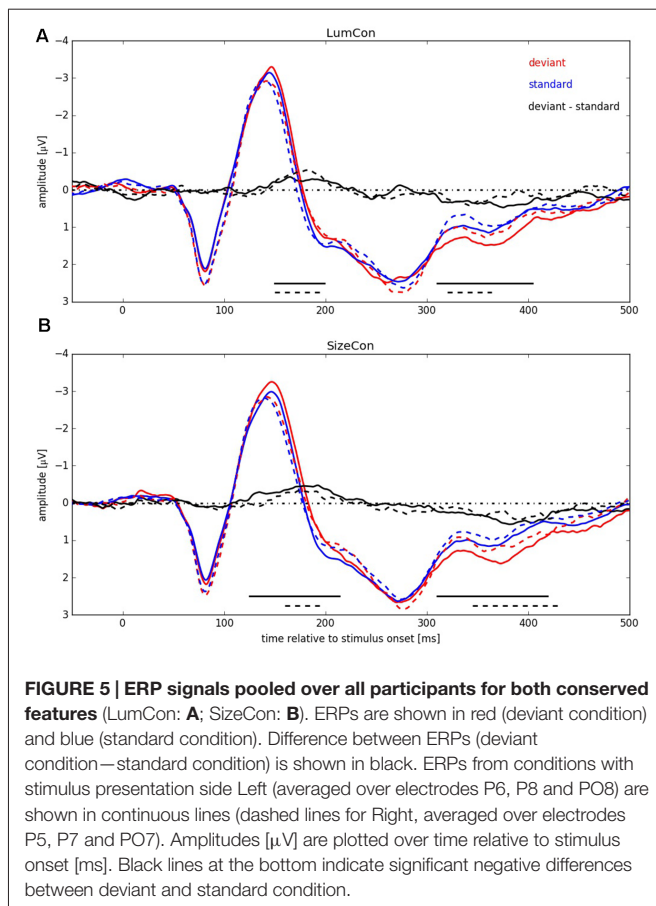 A
LumCon
−4
−3
−2
−1
0
1
2
3
amplitude [μV]
deviant
standard
deviant - standard
0
100
200
300
400
500
B
SizeCon
−4
−3
−2
−1
0
1
2
3
amplitude [μV]
0
100
200
300
400
500
time relative to stimulus onset [ms]
FIGURE 5 | ERP signals pooled over all participants for both conserved
features (LumCon: A; SizeCon: B). ERPs are shown in red (deviant condition)
and blue (standard condition). Difference between ERPs (deviant
condition—standard condition) is shown in black. ERPs from conditions with
stimulus presentation side Left (averaged over electrodes P6, P8 and PO8) are
shown in continuous lines (dashed lines for Right, averaged over electrodes
P5, P7 and PO7). Amplitudes [μV] are plotted over time relative to stimulus
onset [ms]. Black lines at the bottom indicate significant negative differences
between deviant and standard condition.